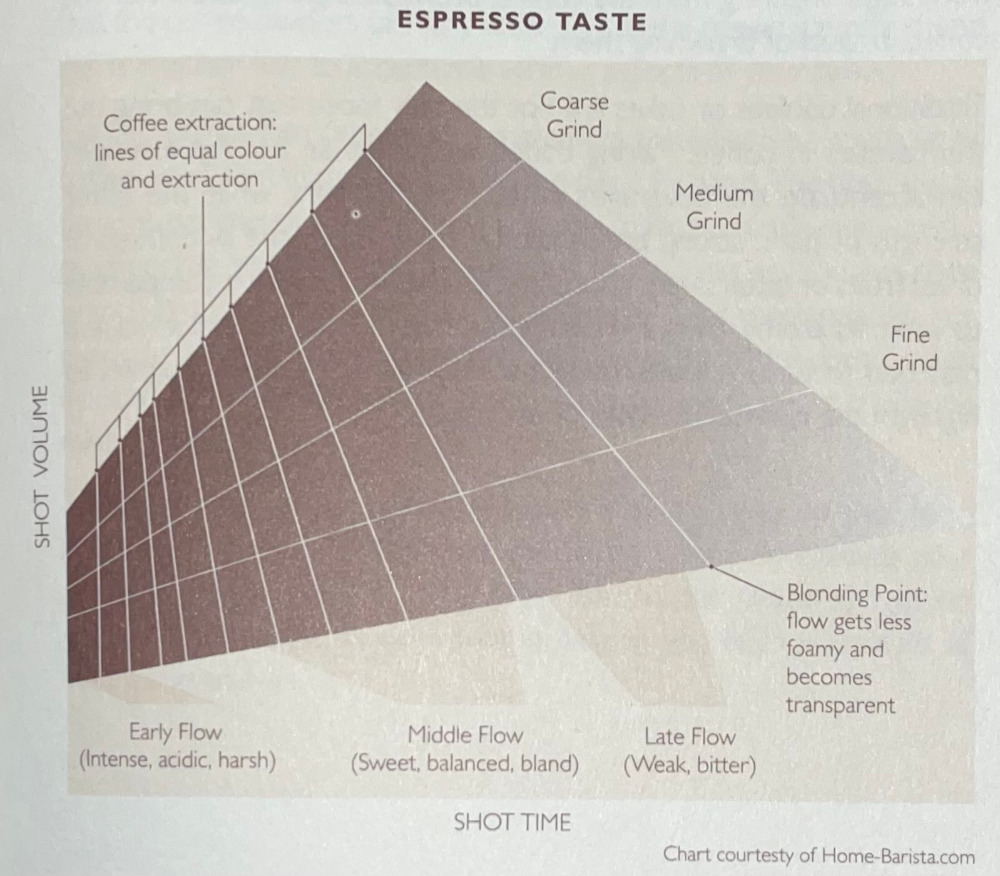 ESPRESSO TASTE
Coffee extraction:
lines of equal colour
and extraction
Coarse
Grind
Medium
Grind
Fine
Grind
SHOT VOLUME
Blonding Point:
flow gets less
foamy and
becomes
transparent
Early Flow
(Intense, acidic, harsh)
Middle Flow
(Sweet, balanced, bland)
Late Flow
(Weak, bitter)
SHOT TIME
Chart courtesty of Home-Barista.com